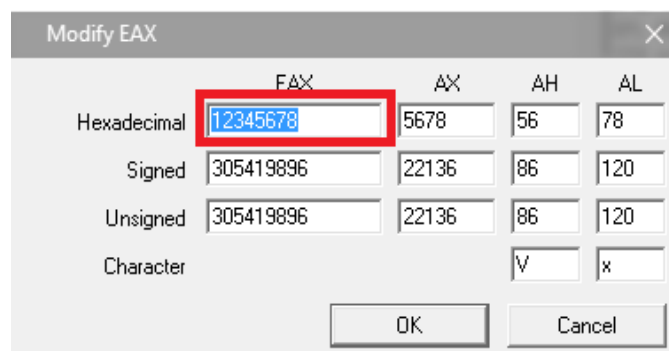 Modify EAX
EAX AX AH AL
Hexadecimal 12345678 5678 56 78
Signed 305419896 22136 86 120
Unsigned 305419896 22136 86 120
Character V x
OK Cancel